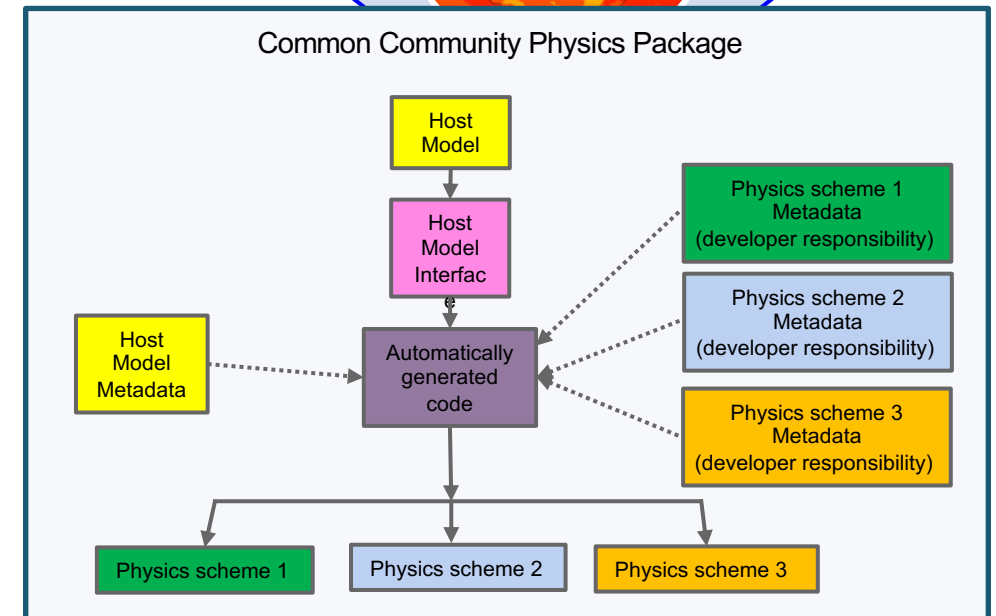 Common Community Physics Package
Host
Model
Host
Model
Interfac
e
Physics scheme 1
Metadata
(developer responsibility)
Physics scheme 2
Metadata
(developer responsibility)
Host
Model
Metadata
Automatically
generated
code
Physics scheme 3
Metadata
(developer responsibility)
Physics scheme 1
Physics scheme 2
Physics scheme 3